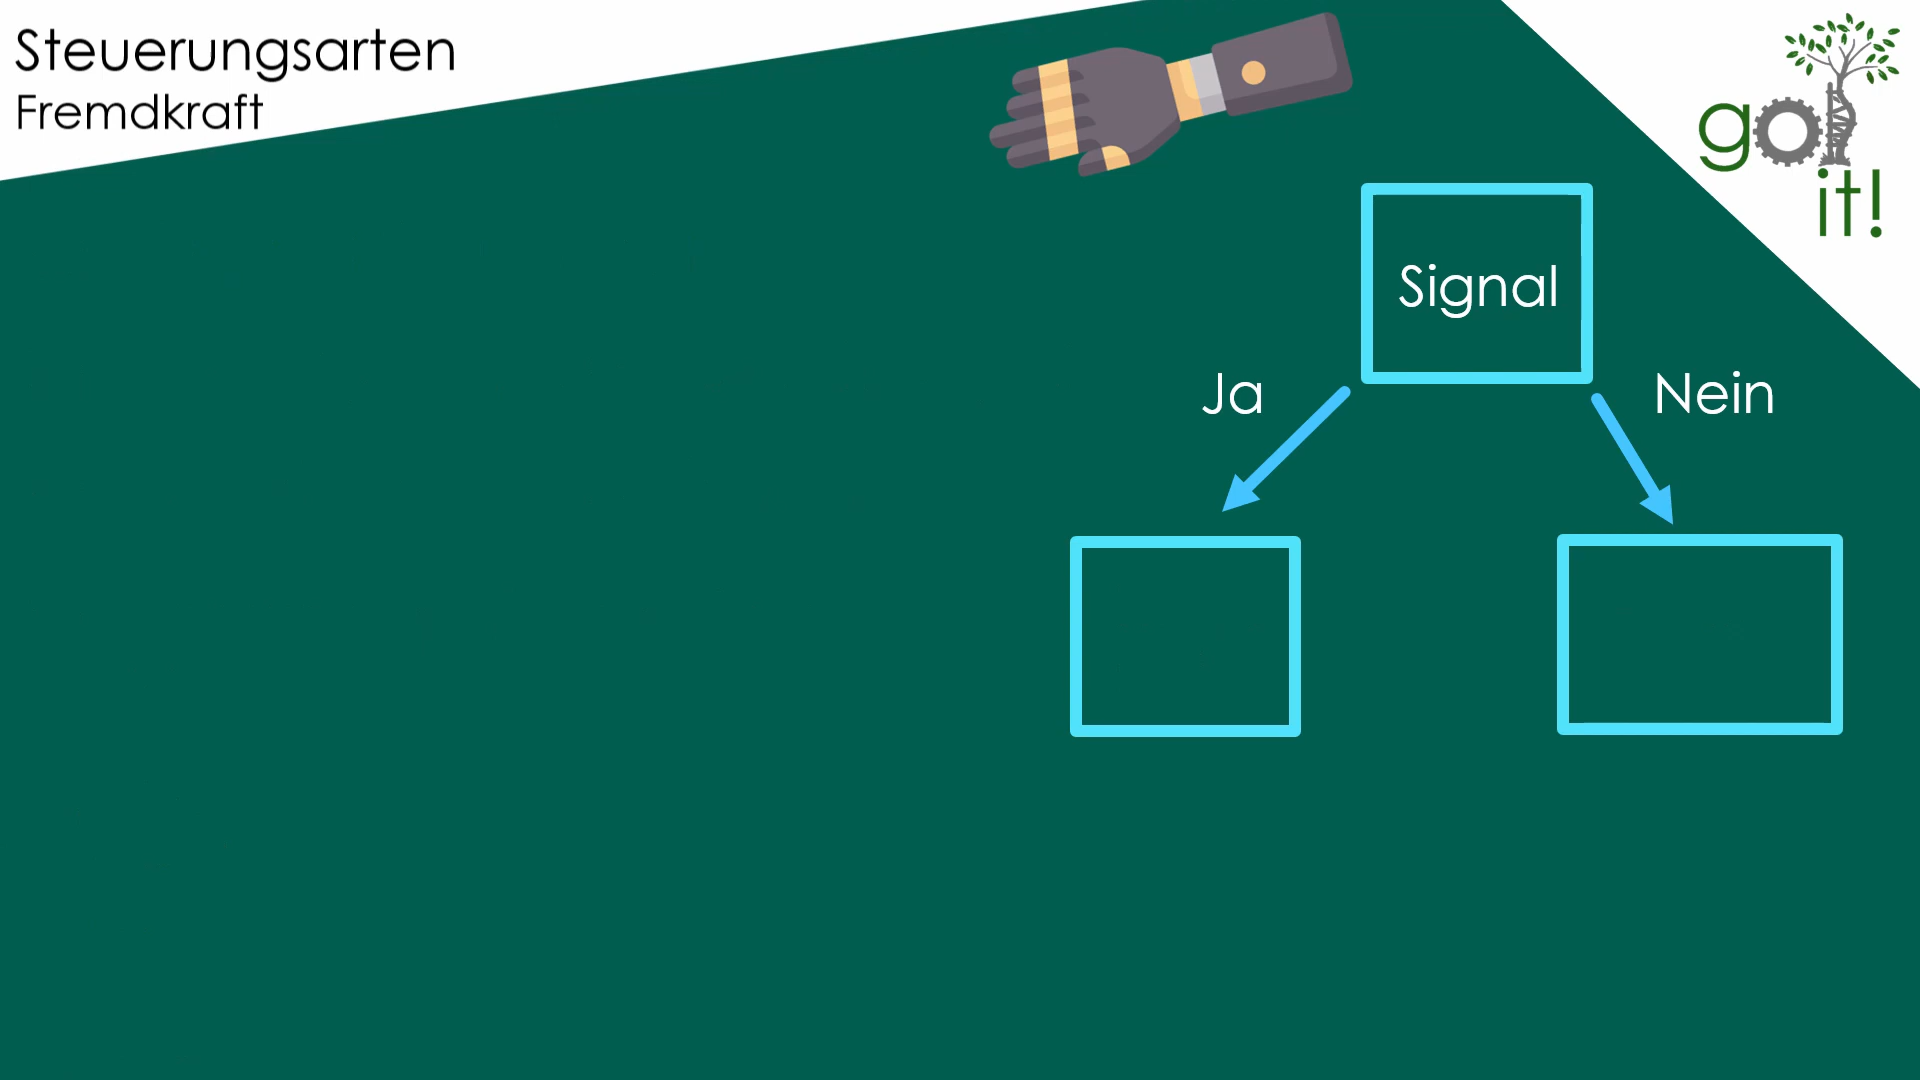 Steuerungsarten
Fremdkraft
go
it!
Signal
Ja
Nein